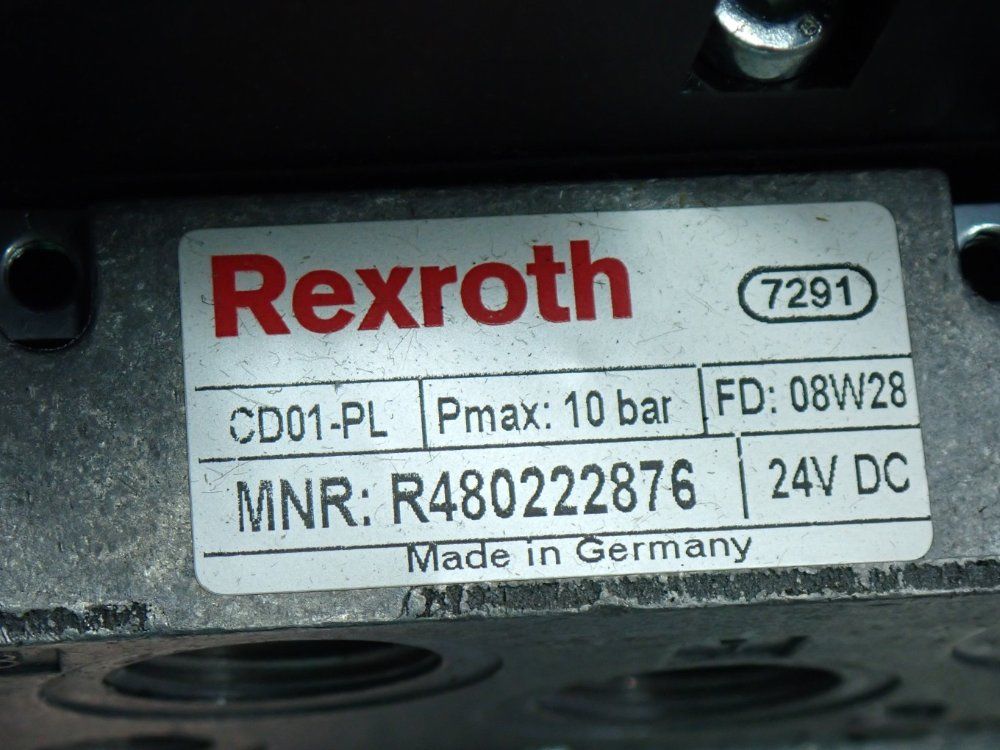 Rexroth
7291
CD01-PL Pmax: 10 bar FD: 08W28
MNR: R480222876 24V DC
Made in Germany